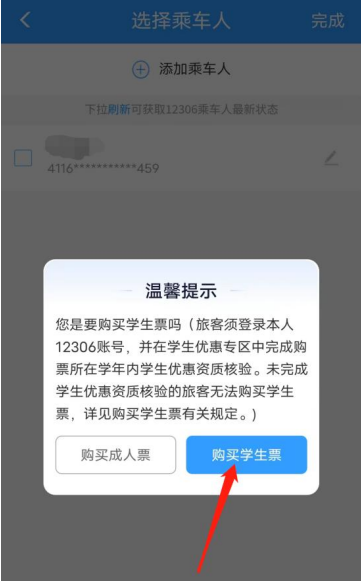 选择乘车人 完成
添加乘车人
下拉刷新可获取12306乘车人最新状态
4116***********459
温馨提示
您是要购买学生票吗（旅客须登录本人
12306账号，并在学生优惠专区中完成购
票所在学年内学生优惠资质核验。未完成
学生优惠资质核验的旅客无法购买学生
票，详见购买学生票有关规定。)
购买成人票 购买学生票